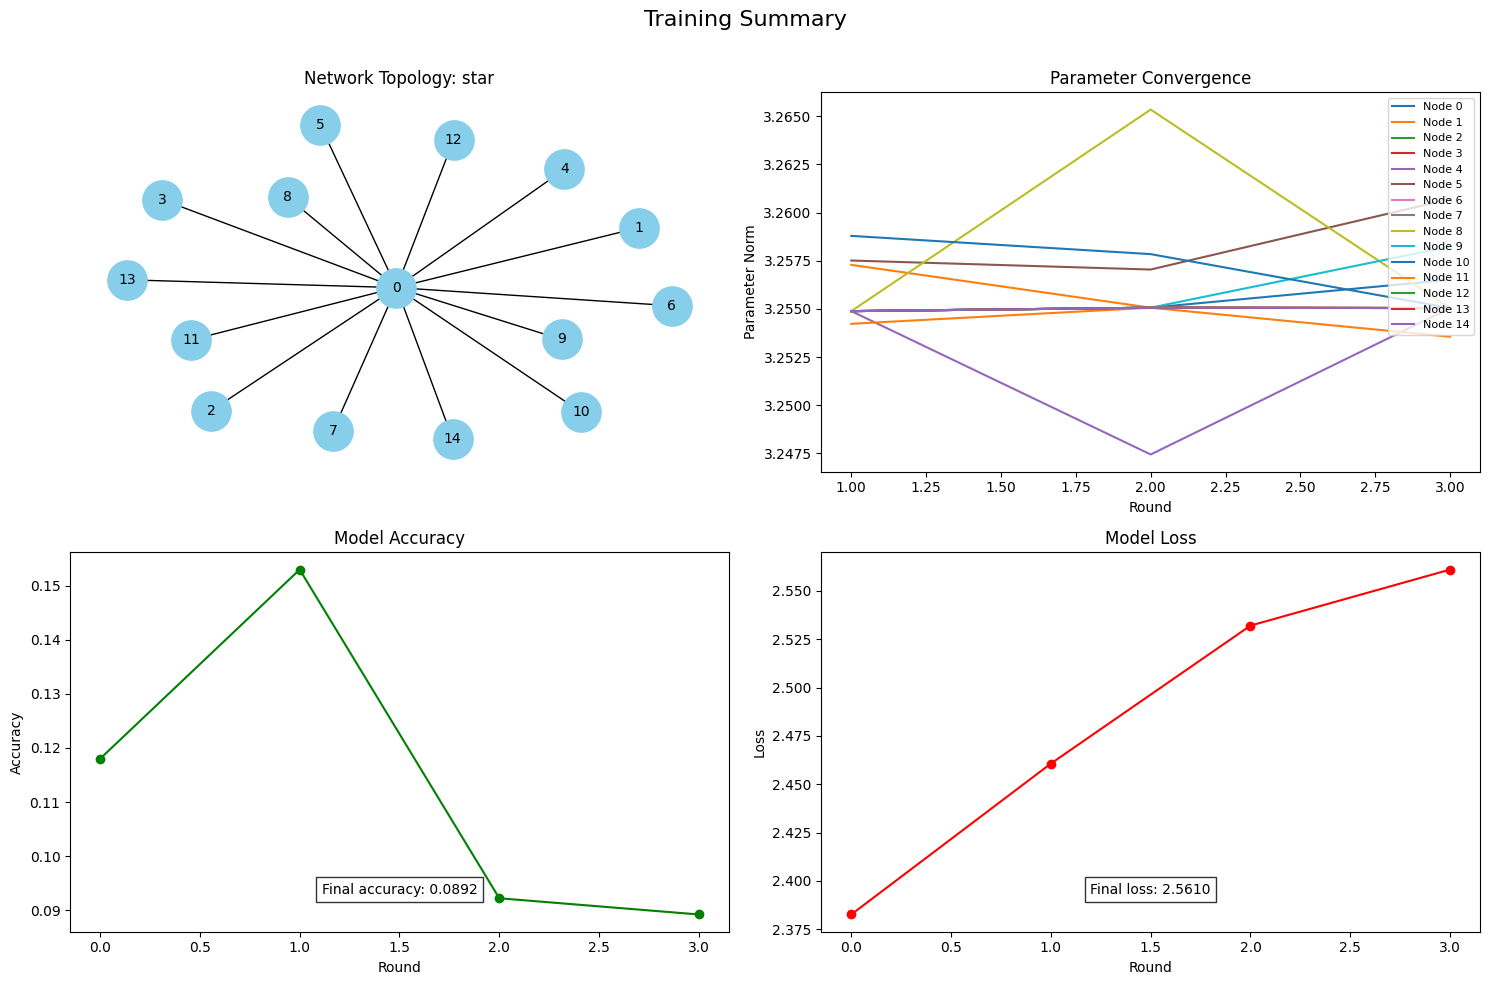 Training Summary
Network Topology: star
5
12
4
3
8
1
13
0
6
11
9
2
10
7
14
Parameter Convergence
Parameter Norm
3.2650
3.2625
3.2600
3.2575
3.2550
3.2525
3.2500
3.2475
Node 0
Node 1
Node 2
Node 3
Node 4
Node 5
Node 6
Node 7
Node 8
Node 9
Node 10
Node 11
Node 12
Node 13
Node 14
1.00 1.25 1.50 1.75 2.00 2.25 2.50 2.75 3.00
Round
Model Accuracy
Accuracy
0.15
0.14
0.13
0.12
0.11
0.10
0.09
Final accuracy: 0.0892
0.0 0.5 1.0 1.5 2.0 2.5 3.0
Round
Model Loss
Loss
2.550
2.525
2.500
2.475
2.450
2.425
2.400
2.375
Final loss: 2.5610
0.0 0.5 1.0 1.5 2.0 2.5 3.0
Round